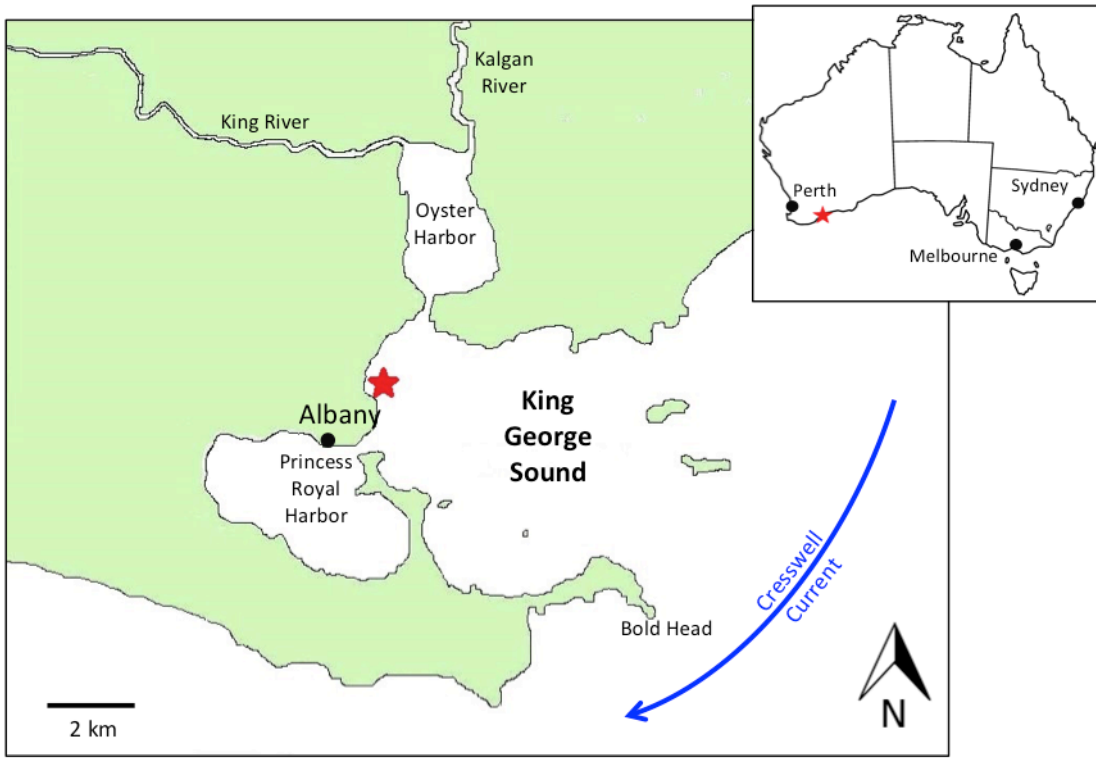 Kalgan
River
King River
Oyster
Harbor
Perth
Sydney
Melbourne
Albany
King
George
Sound
Princess
Royal
Harbor
Cresswell
Current
Bold Head
2 km
N